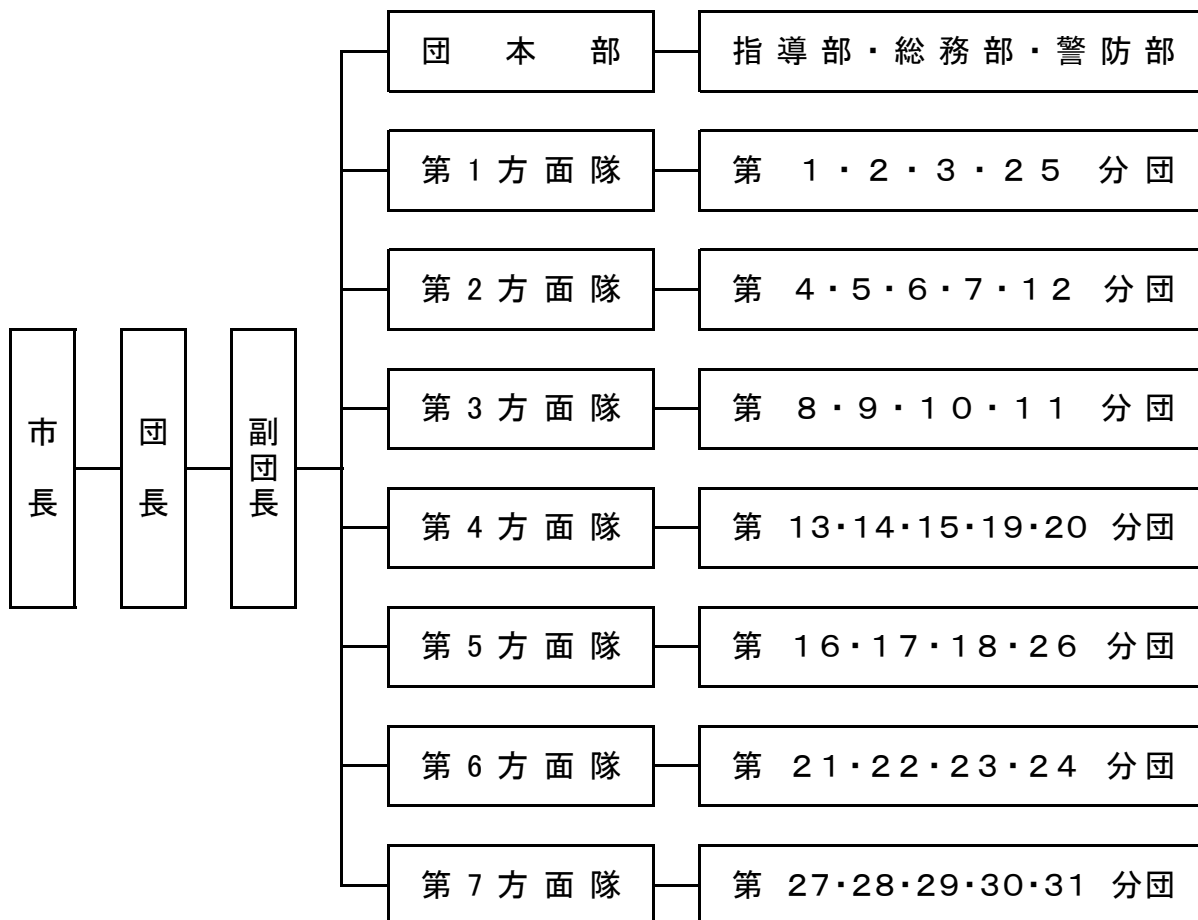 市長
団長
副団長
団本部
指導部・総務部・警防部
第1方面隊
第 1・2・3・25 分団
第2方面隊
第 4・5・6・7・12 分団
第3方面隊
第 8・9・10・11 分団
第4方面隊
第 13・14・15・19・20 分団
第5方面隊
第 16・17・18・26 分団
第6方面隊
第 21・22・23・24 分団
第7方面隊
第 27・28・29・30・31 分団